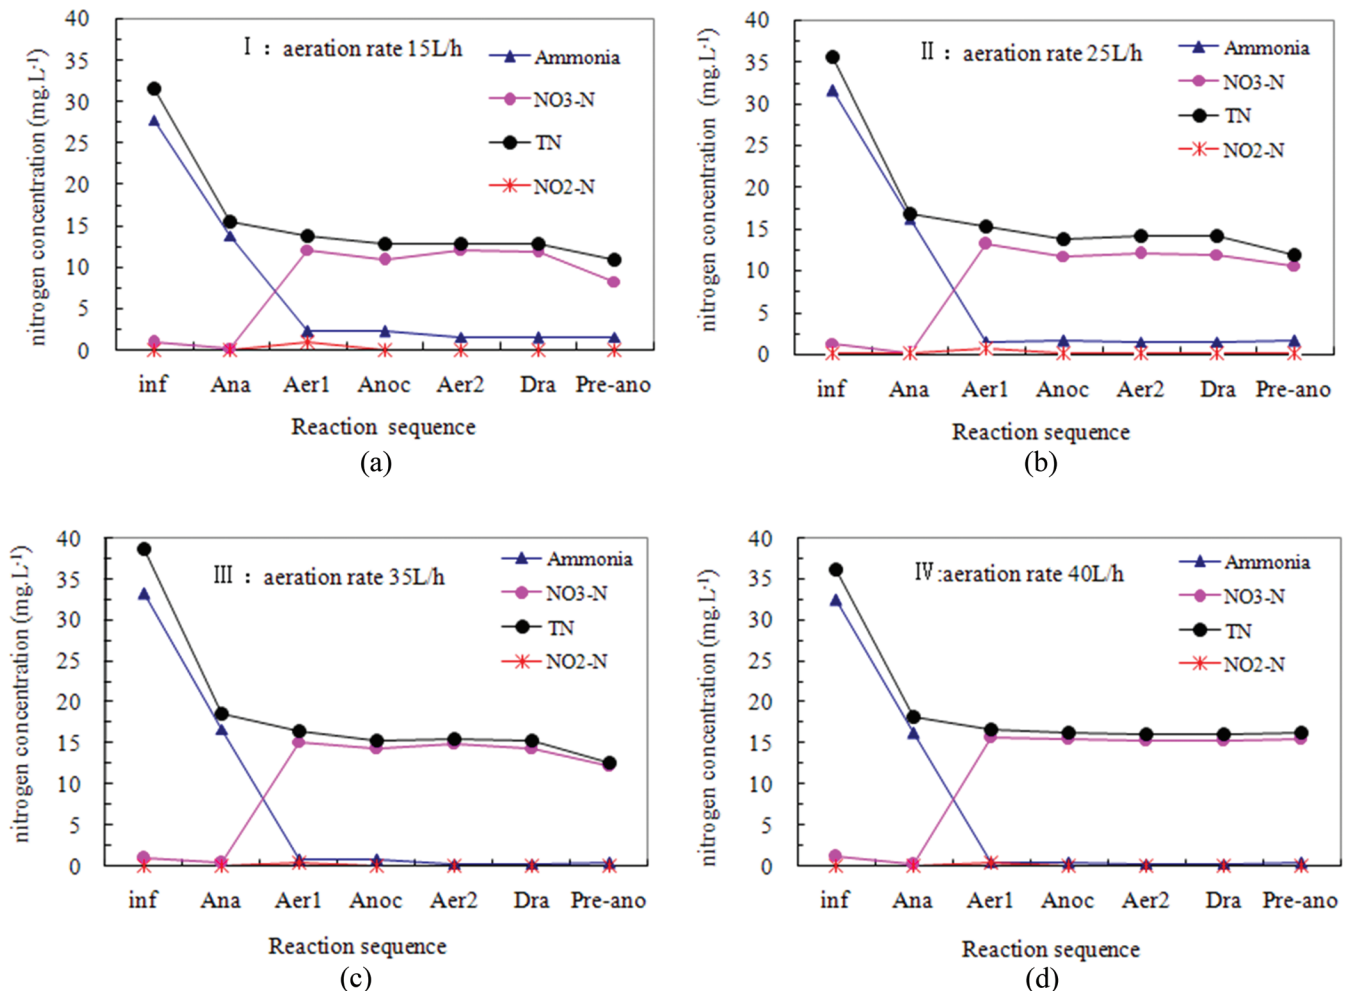 nitrogen concentration (mg.L-1)
40
35
30
25
20
15
10
5
0
Ⅰ : aeration rate 15L/h
Ammonia
NO3-N
TN
NO2-N
inf Ana Aer1 Anoc Aer2 Dra Pre-ano
Reaction sequence
(a)
nitrogen concentration (mg.L-1)
40
35
30
25
20
15
10
5
0
Ⅱ : aeration rate 25L/h
Ammonia
NO3-N
TN
NO2-N
inf Ana Aer1 Anoc Aer2 Dra Pre-ano
Reaction sequence
(b)
nitrogen concentration (mg.L-1)
40
35
30
25
20
15
10
5
0
Ⅲ : aeration rate 35L/h
Ammonia
NO3-N
TN
NO2-N
inf Ana Aer1 Anoc Aer2 Dra Pre-ano
Reaction sequence
(c)
nitrogen concentration (mg.L-1)
40
35
30
25
20
15
10
5
0
Ⅳ:aeration rate 40L/h
Ammonia
NO3-N
TN
NO2-N
inf Ana Aer1 Anoc Aer2 Dra Pre-ano
Reaction sequence
(d)